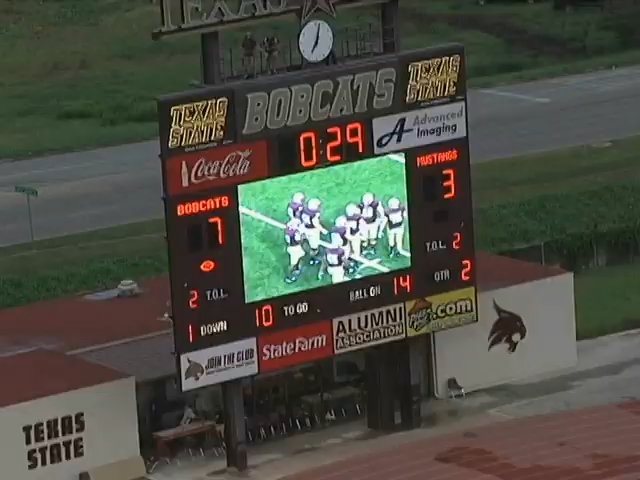 TEXAS
TEXAS STATE
BOBCATS
TEXAS STATE
Coca-Cola
0:29
A Advanced Imaging
BOBCATS
7
MUSTANGS
3
2 T.O.L.
T.O.L. 2
1 DOWN
10 TO GO
BALL ON 14
QTR 2
JOIN THE CLUB
State Farm
ALUMNI
ASSOCIATION
.com
TEXAS
STATE